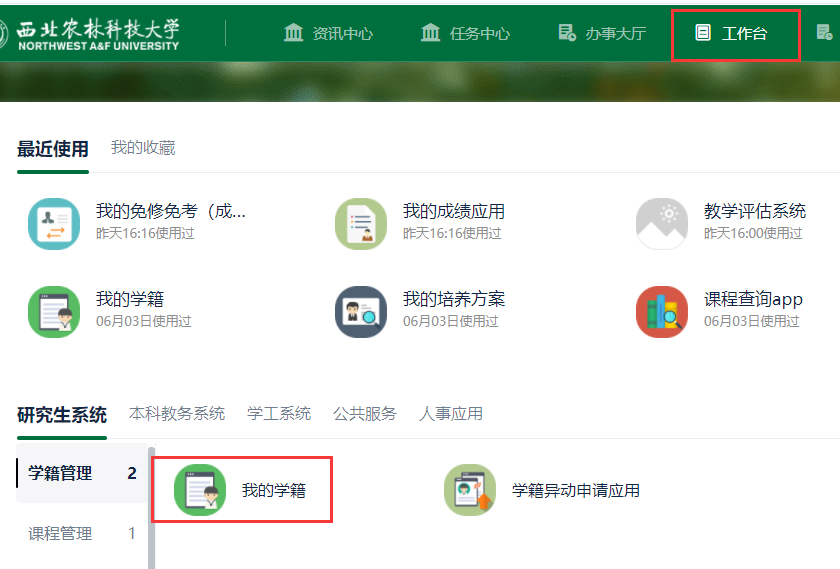 西北农林科技大学
NORTHWEST A&F UNIVERSITY
资讯中心 任务中心 办事大厅 工作台
最近使用 我的收藏
我的免修免考（成... 我的成绩应用 教学评估系统
昨天16:16使用过 昨天16:16使用过 昨天16:00使用过
我的学籍 我的培养方案 课程查询app
06月03日使用过 06月03日使用过 06月03日使用过
研究生系统 本科教务系统 学工系统 公共服务 人事应用
学籍管理 2 我的学籍 学籍异动申请应用
课程管理 1